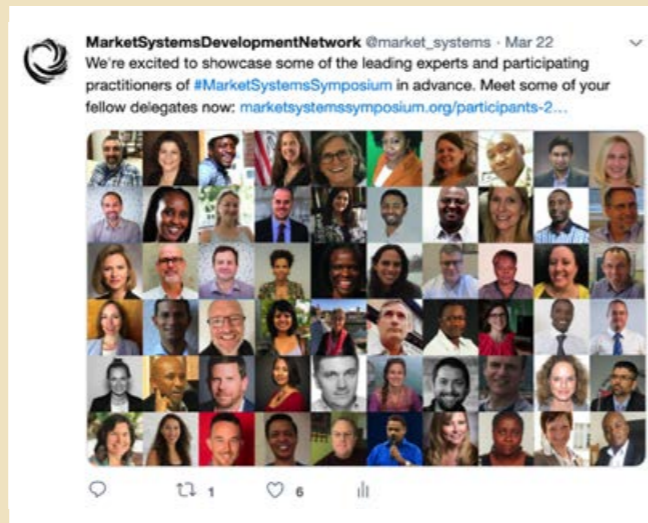 MarketSystemsDevelopmentNetwork @market_systems · Mar 22
We're excited to showcase some of the leading experts and participating
practitioners of #MarketSystemsSymposium in advance. Meet some of your
fellow delegates now: marketsystemssymposium.org/participants-2…
1 6